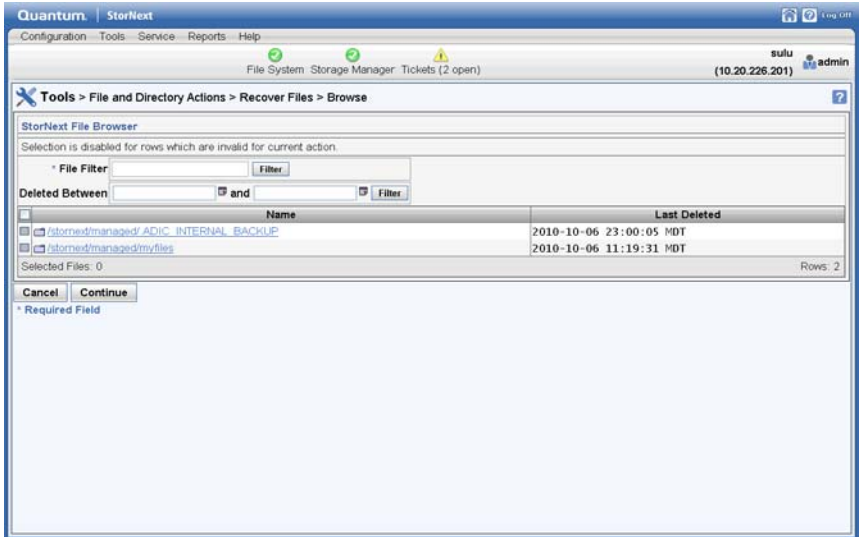 Quantum. StorNext Log Off
Configuration Tools Service Reports Help
File System Storage Manager Tickets (2 open)
sulu
(10.20.226.201)
admin
Tools > File and Directory Actions > Recover Files > Browse
StorNext File Browser
Selection is disabled for rows which are invalid for current action.
* File Filter Filter
Deleted Between and Filter
Name Last Deleted
/stornext/managed/.ADIC_INTERNAL_BACKUP 2010-10-06 23:00:05 MDT
/stornext/managed/myfiles 2010-10-06 11:19:31 MDT
Selected Files: 0 Rows: 2
Cancel Continue
* Required Field